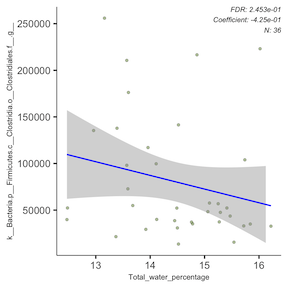 FDR: 2.453e-01
Coefficient: -4.25e-01
N: 36
k__Bacteria.p__Firmicutes.c__Clostridia.o__Clostridiales.f__g__
250000
200000
150000
100000
50000
13
14
15
16
Total_water_percentage